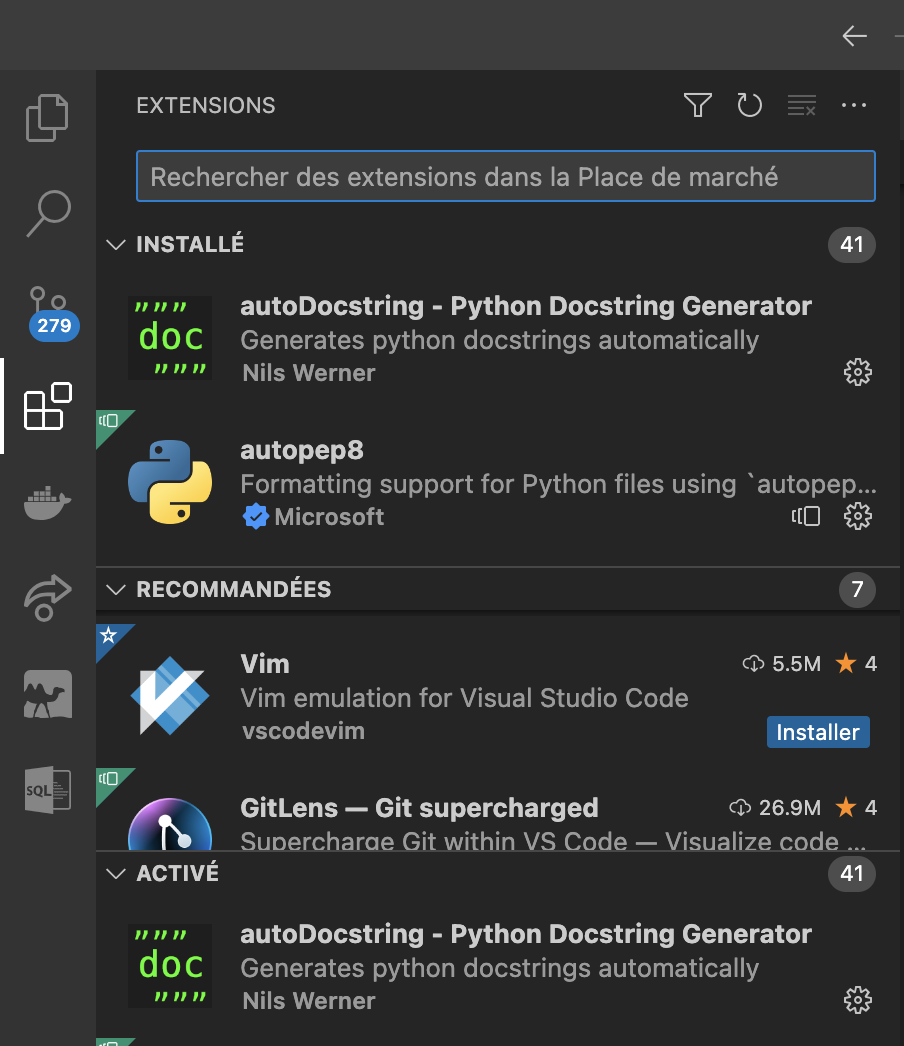 EXTENSIONS
Rechercher des extensions dans la Place de marché
INSTALLÉ 41
""" doc """
autoDocstring - Python Docstring Generator
Generates python docstrings automatically
Nils Werner
279
autopep8
Formatting support for Python files using `autopep...
Microsoft
RECOMMANDÉES 7
Vim 5.5M 4
Vim emulation for Visual Studio Code
vscodevim
Installer
SQL
GitLens — Git supercharged 26.9M 4
Supercharge Git within VS Code — Visualize code ...
ACTIVÉ 41
""" doc """
autoDocstring - Python Docstring Generator
Generates python docstrings automatically
Nils Werner